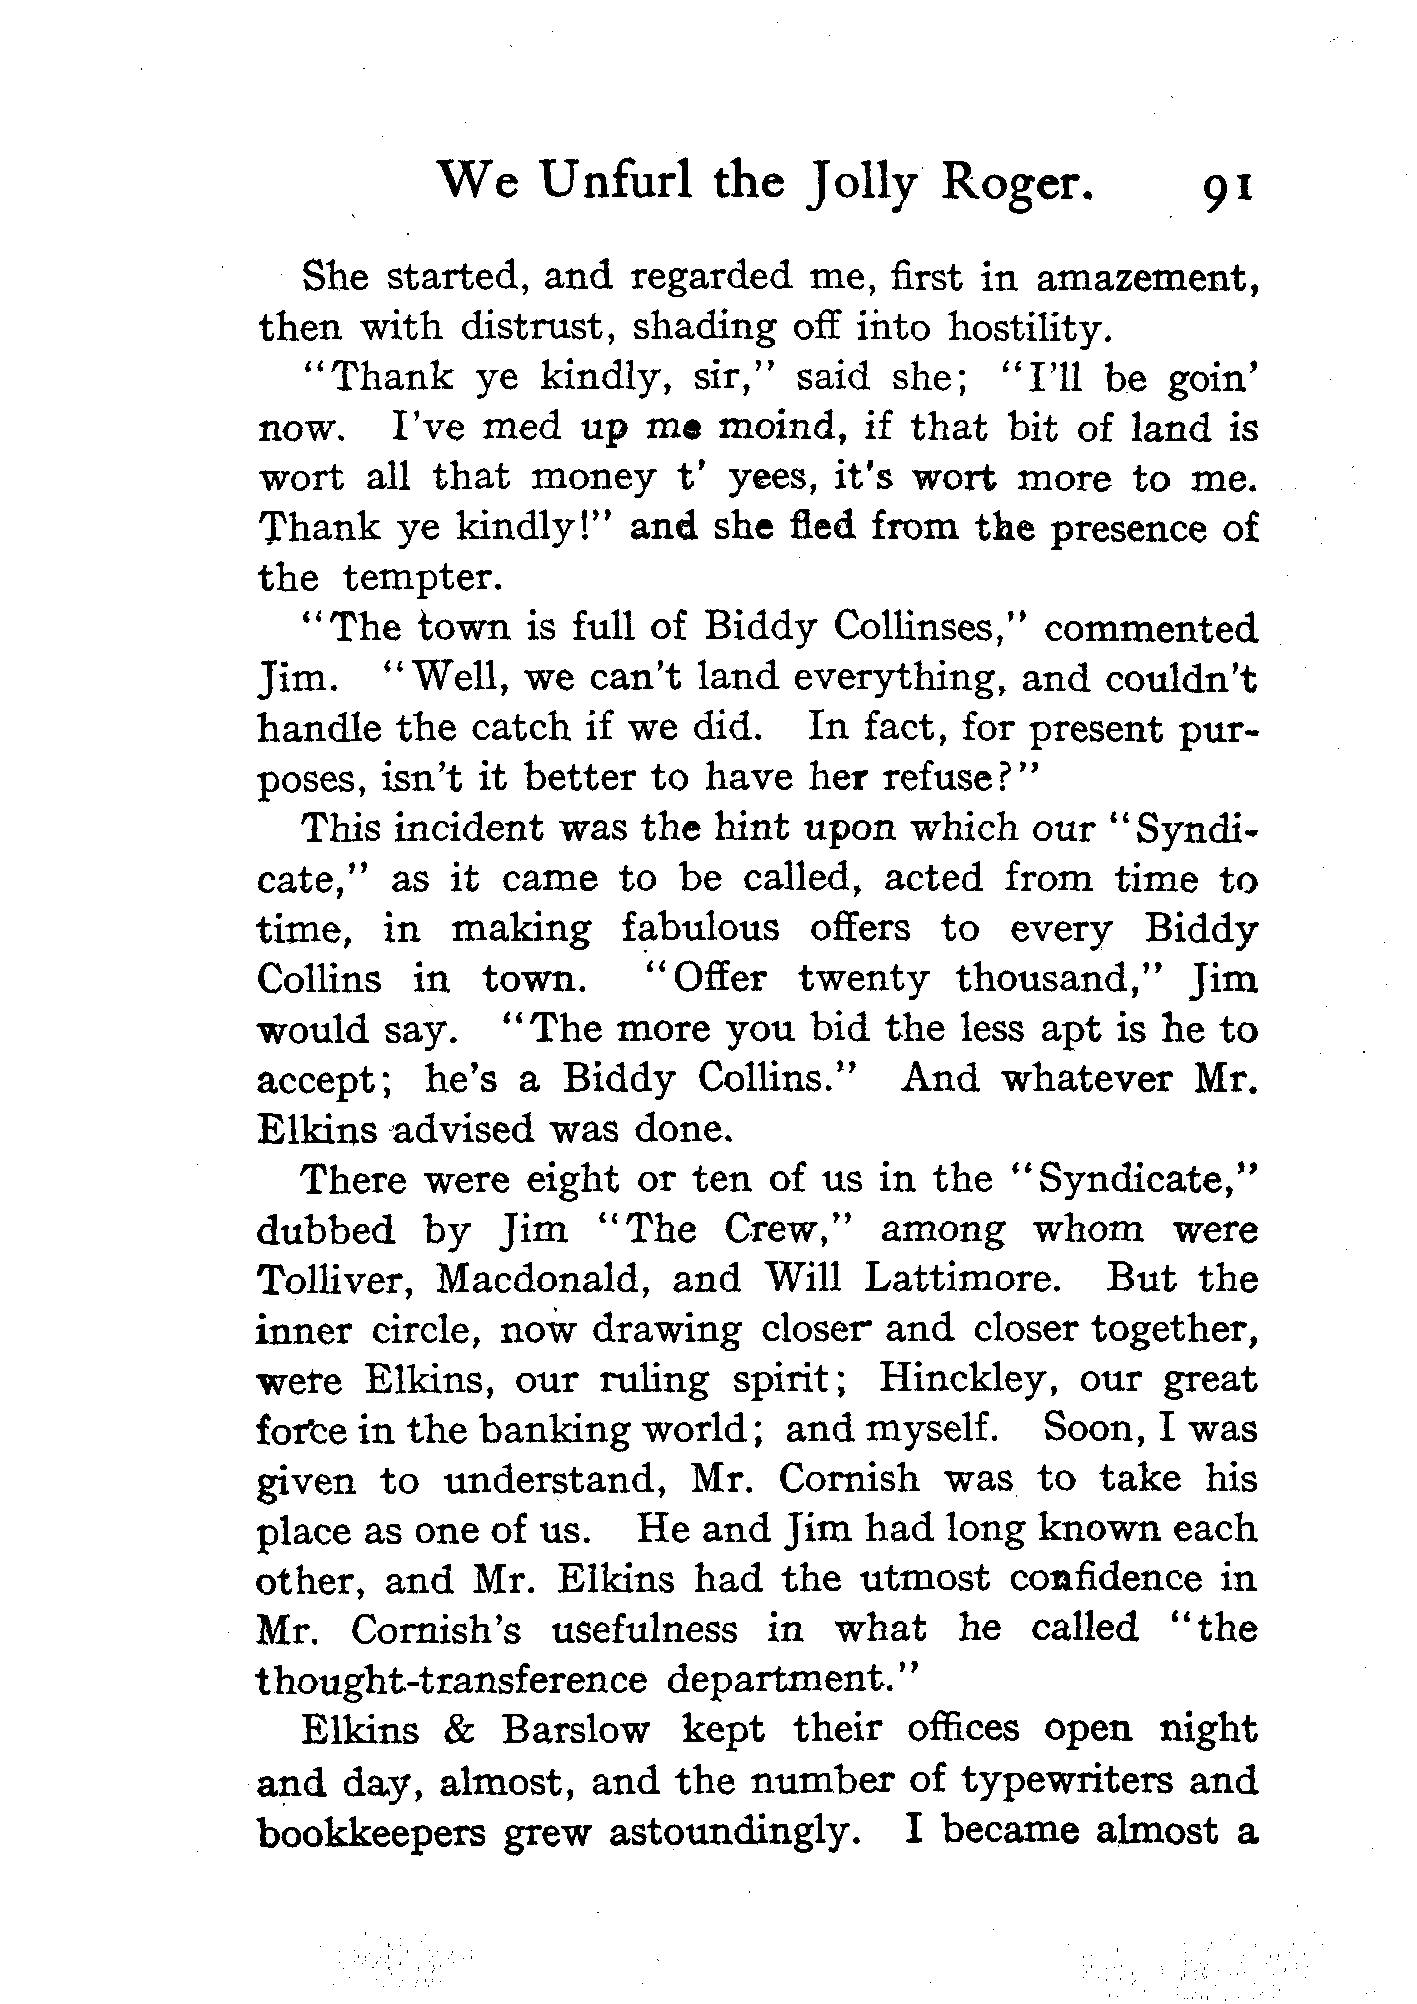 We Unfurl the Jolly Roger. 91
She started, and regarded me, first in amazement,
then with distrust, shading off into hostility.
"Thank ye kindly, sir," said she; "I'll be goin'
now. I've med up me moind, if that bit of land is
wort all that money t' yees, it's wort more to me.
Thank ye kindly!" and she fled from the presence of
the tempter.
"The town is full of Biddy Collinses," commented
Jim. "Well, we can't land everything, and couldn't
handle the catch if we did. In fact, for present pur-
poses, isn't it better to have her refuse?"
This incident was the hint upon which our "Syndi-
cate," as it came to be called, acted from time to
time, in making fabulous offers to every Biddy
Collins in town. "Offer twenty thousand," Jim
would say. "The more you bid the less apt is he to
accept; he's a Biddy Collins." And whatever Mr.
Elkins advised was done.
There were eight or ten of us in the "Syndicate,"
dubbed by Jim "The Crew," among whom were
Tolliver, Macdonald, and Will Lattimore. But the
inner circle, now drawing closer and closer together,
were Elkins, our ruling spirit; Hinckley, our great
force in the banking world; and myself. Soon, I was
given to understand, Mr. Cornish was to take his
place as one of us. He and Jim had long known each
other, and Mr. Elkins had the utmost confidence in
Mr. Cornish's usefulness in what he called "the
thought-transference department."
Elkins & Barslow kept their offices open night
and day, almost, and the number of typewriters and
bookkeepers grew astoundingly. I became almost a